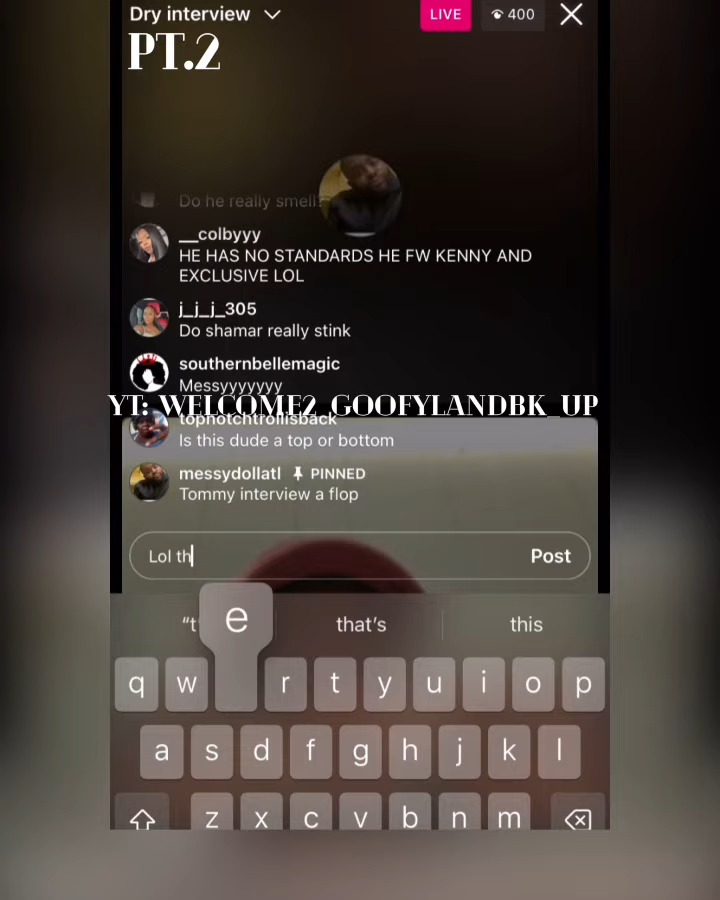 Dry interview
LIVE
400
PT.2
Do he really smell?
__colbyyy
HE HAS NO STANDARDS HE FW KENNY AND
EXCLUSIVE LOL
j_j_j_305
Do shamar really stink
southernbellemagic
Messyyyyyyy
YT: WELCOME2_GOOFYLANDBK_UP
topnotchtrollisback
Is this dude a top or bottom
messydollatl PINNED
Tommy interview a flop
Lol th
Post
e
that's
this
q w r t y u i o p
a s d f g h j k l
z x c v b n m